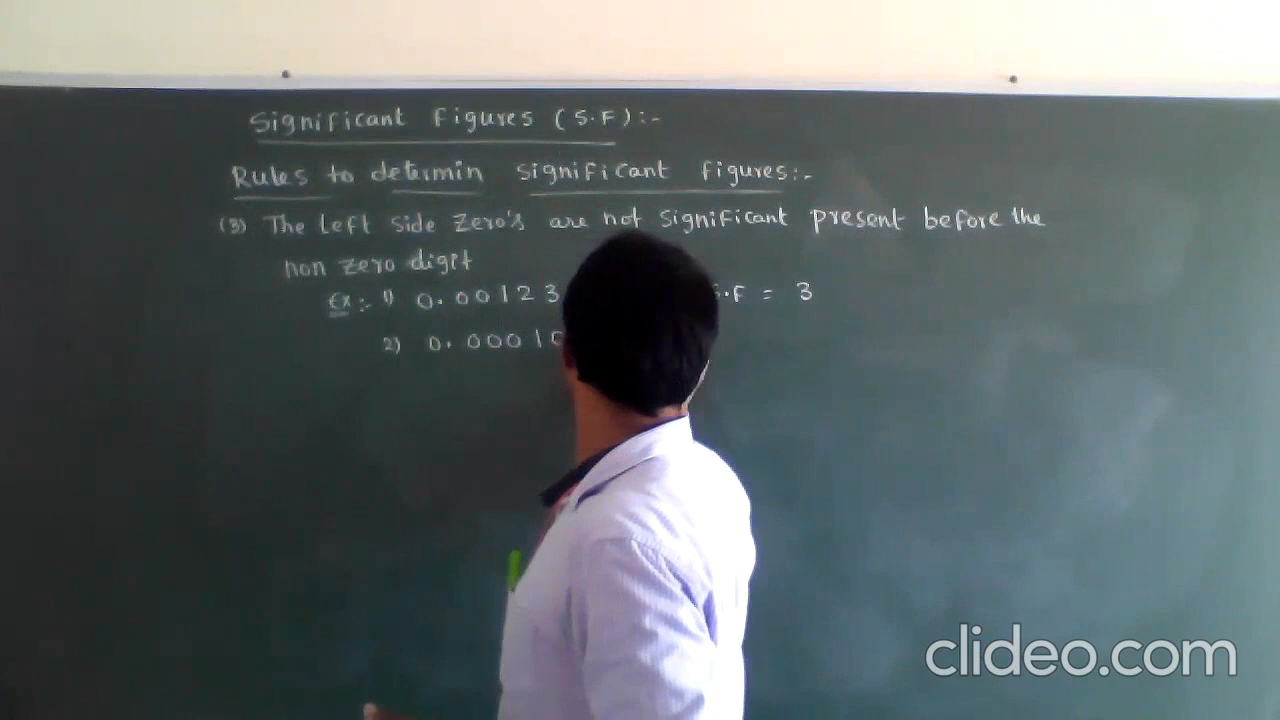 Significant Figures (S.F):-
Rules to determin significant figures:-
(3) The left side zero's are not significant present before the
non zero digit
Ex:- 1) 0.00123 S.F = 3
2) 0.00010
clideo.com